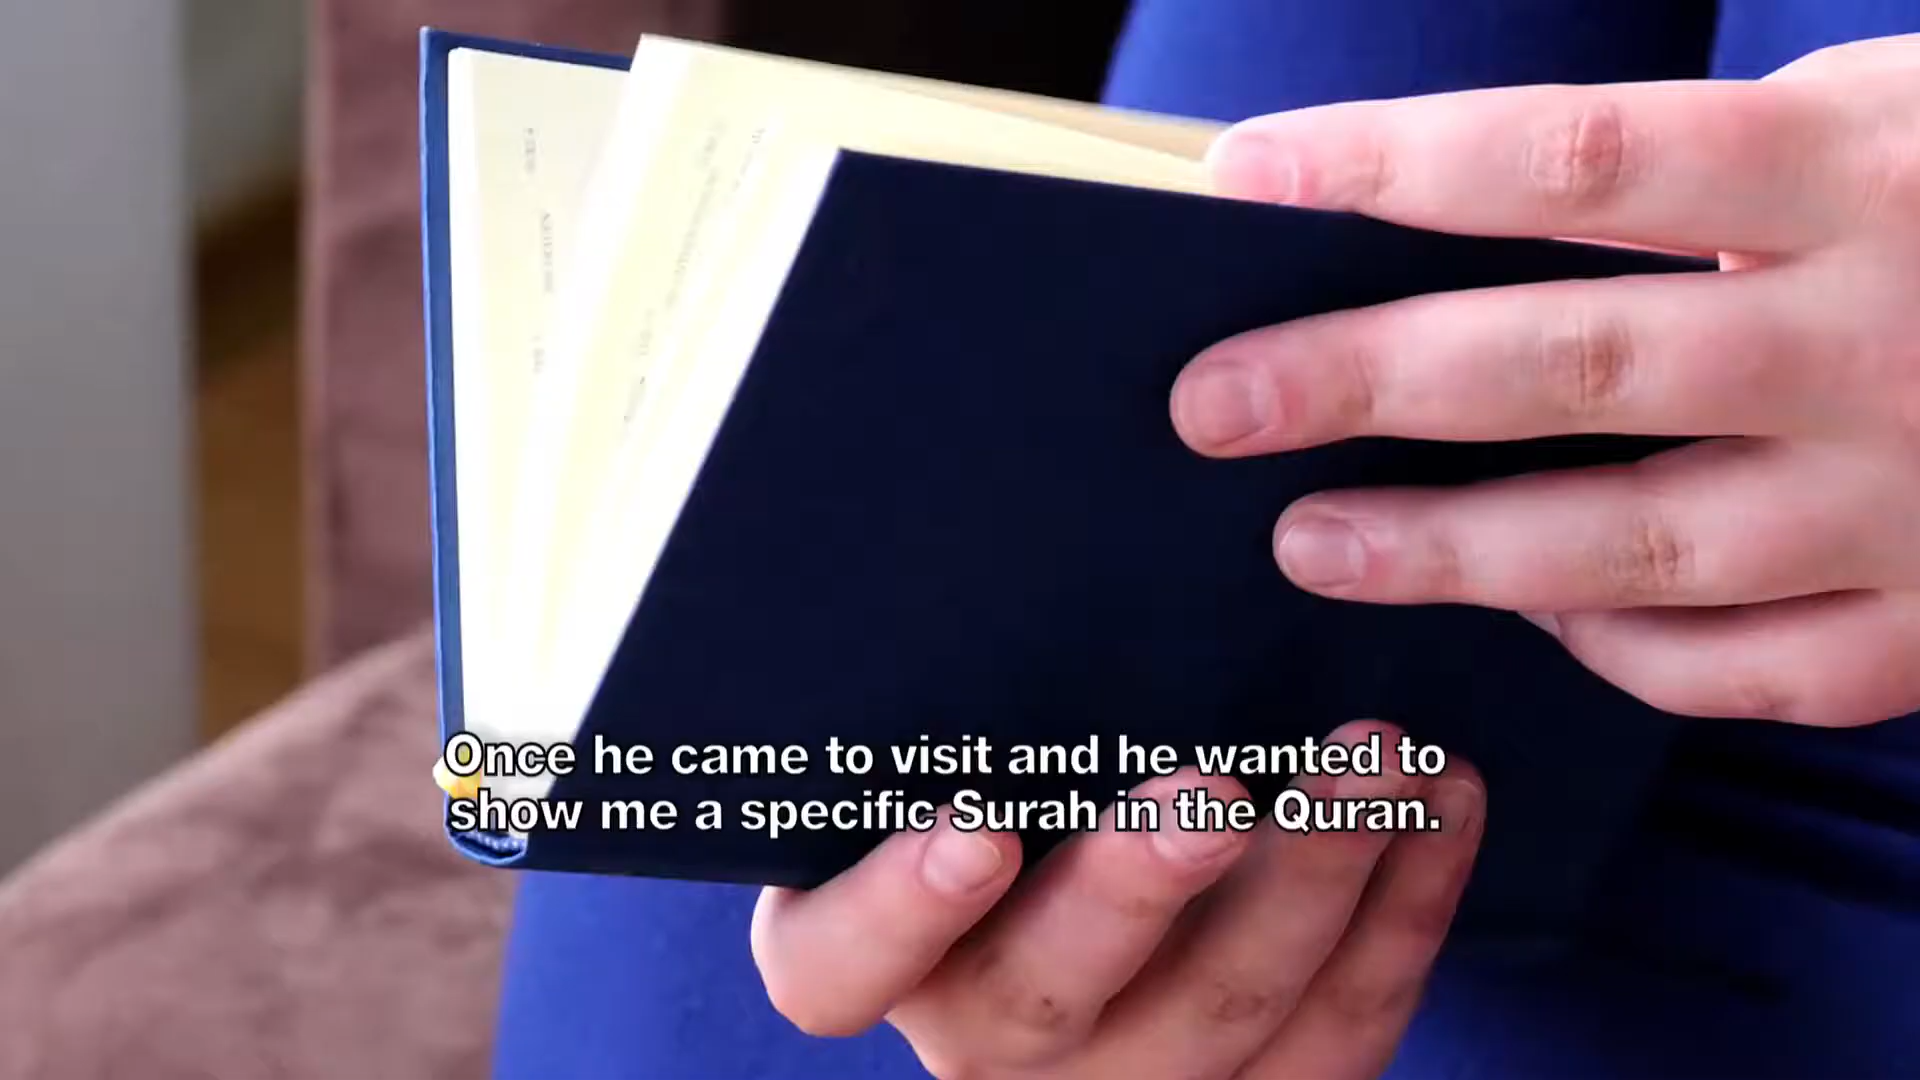 Once he came to visit and he wanted to
show me a specific Surah in the Quran.